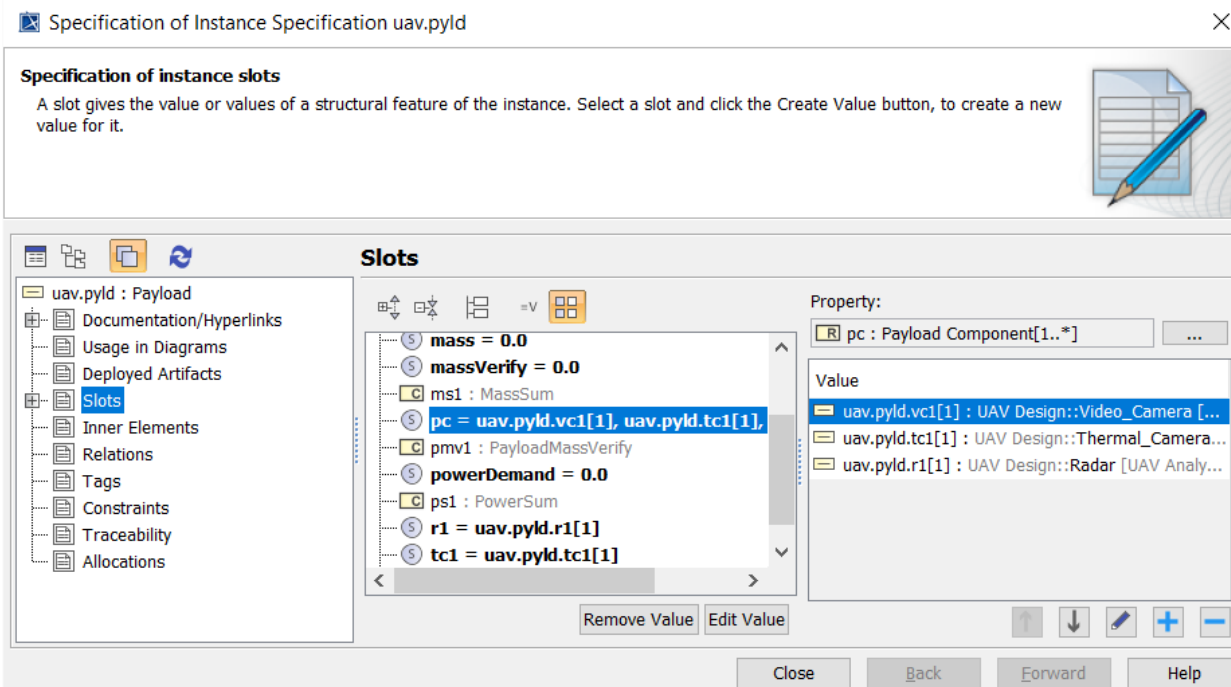 Specification of Instance Specification uav.pyld
Specification of instance slots
A slot gives the value or values of a structural feature of the instance. Select a slot and click the Create Value button, to create a new
value for it.
uav.pyld : Payload
Documentation/Hyperlinks
Usage in Diagrams
Deployed Artifacts
Slots
Inner Elements
Relations
Tags
Constraints
Traceability
Allocations
Slots
=V
S mass = 0.0
S massVerify = 0.0
C ms1 : MassSum
S pc = uav.pyld.vc1[1], uav.pyld.tc1[1],
C pmv1 : PayloadMassVerify
S powerDemand = 0.0
C ps1 : PowerSum
S r1 = uav.pyld.r1[1]
S tc1 = uav.pyld.tc1[1]
Remove Value Edit Value
Property:
R pc : Payload Component[1..*] ...
Value
uav.pyld.vc1[1] : UAV Design::Video_Camera [...
uav.pyld.tc1[1] : UAV Design::Thermal_Camera...
uav.pyld.r1[1] : UAV Design::Radar [UAV Analy...
Close Back Forward Help